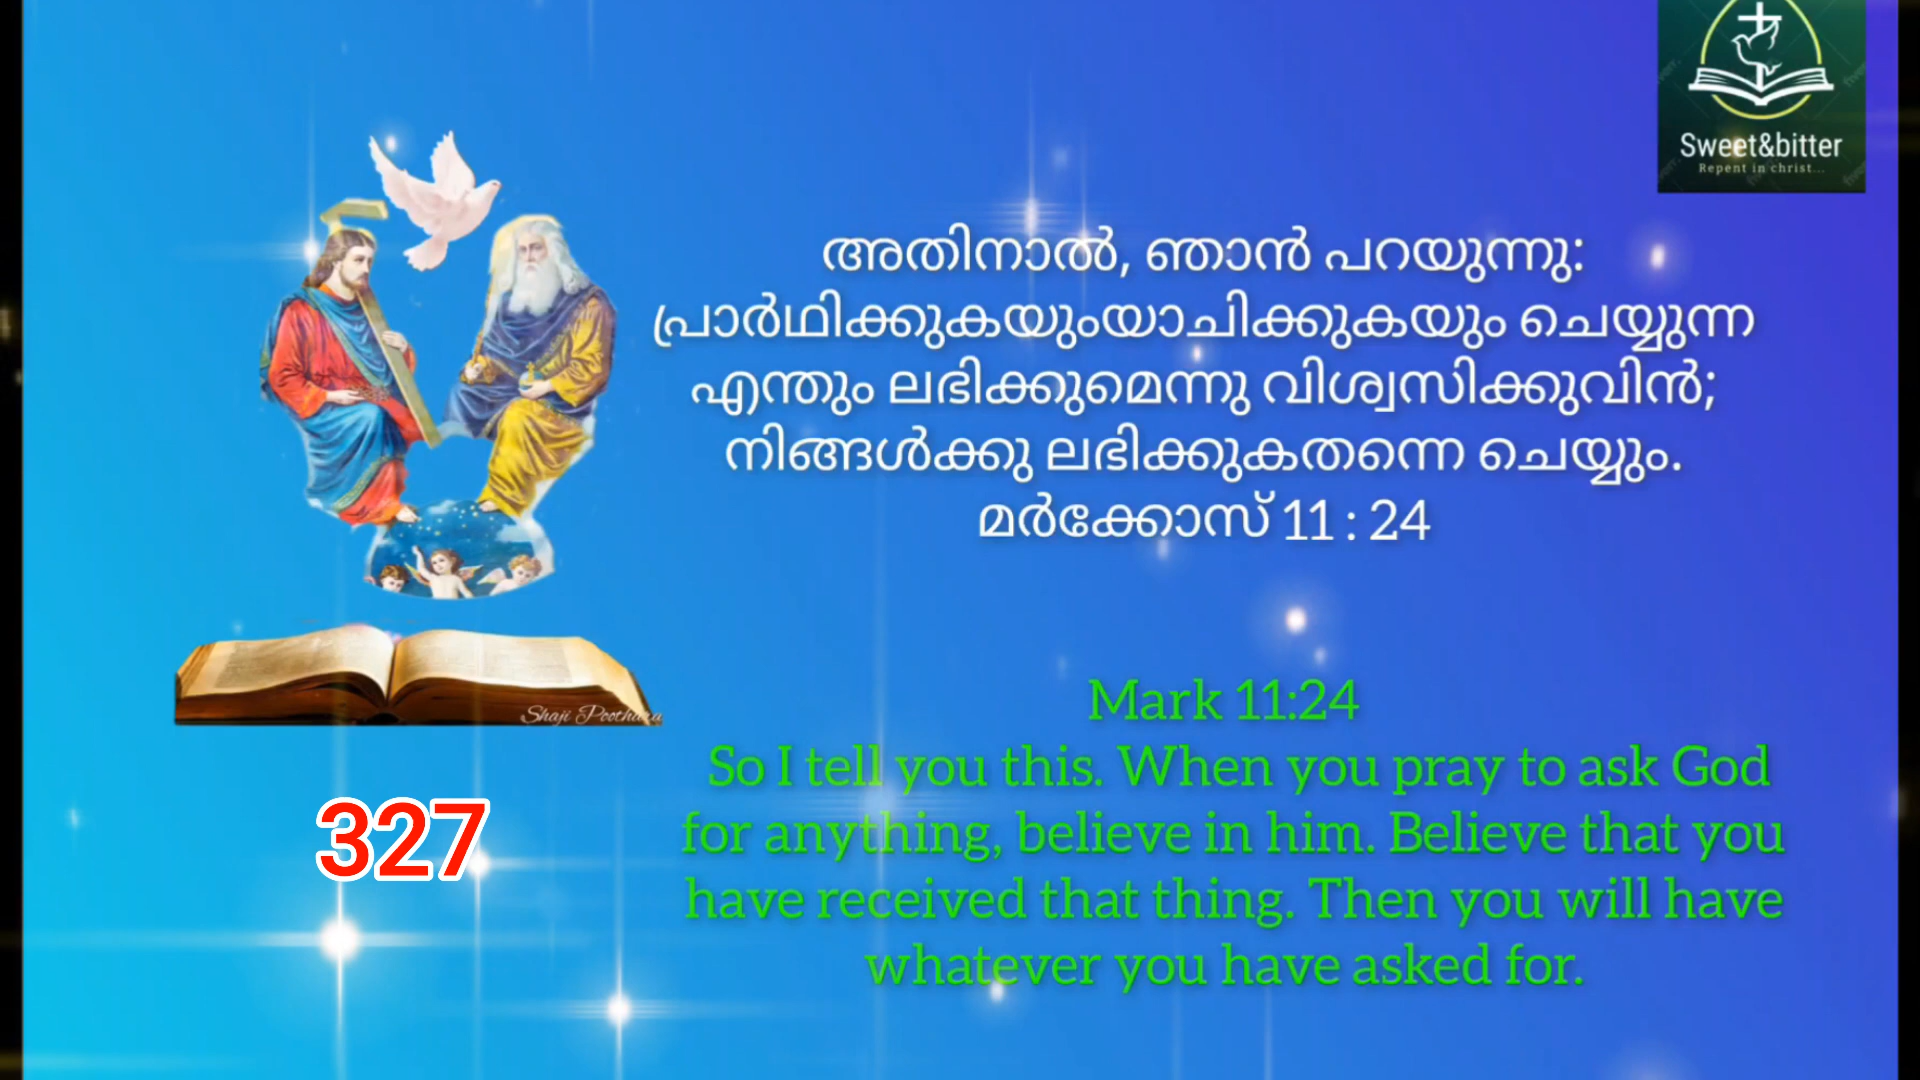 Sweet&bitter
Repent in christ...
അതിനാൽ, ഞാൻ പറയുന്നു:
പ്രാർഥിക്കുകയുംയാചിക്കുകയും ചെയ്യുന്ന
എന്തും ലഭിക്കുമെന്നു വിശ്വസിക്കുവിൻ;
നിങ്ങൾക്കു ലഭിക്കുകതന്നെ ചെയ്യും.
മർക്കോസ് 11 : 24
Mark 11:24
So I tell you this. When you pray to ask God
for anything, believe in him. Believe that you
have received that thing. Then you will have
whatever you have asked for.
Shaji
327